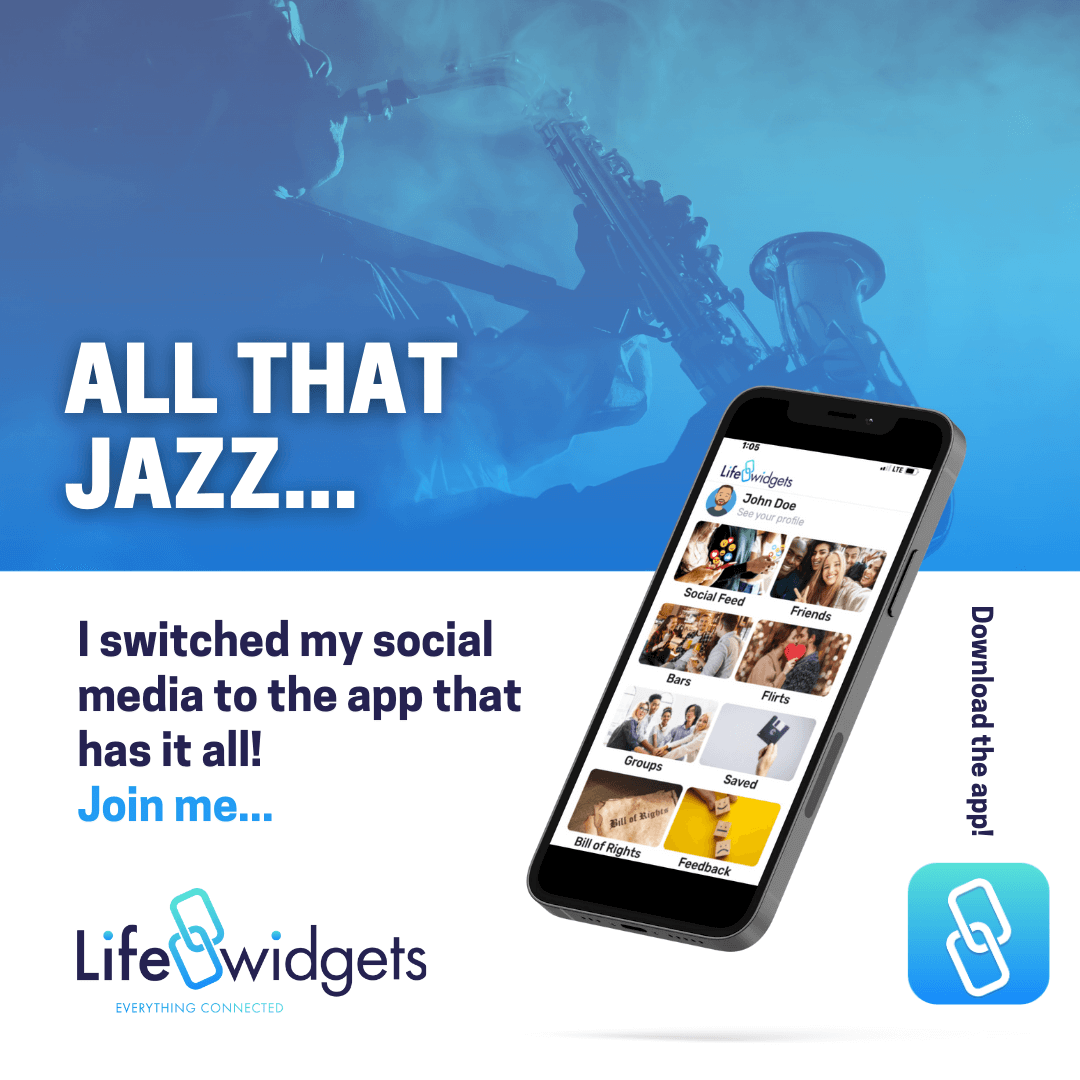 ALL THAT
JAZZ...
I switched my social
media to the app that
has it all!
Join me...
Life widgets
EVERYTHING CONNECTED
1:05
LTE
Life widgets
John Doe
See your profile
Social Feed
Friends
Bars
Flirts
Groups
Saved
Bill of Rights
Bill of Rights
Feedback
Download the app!